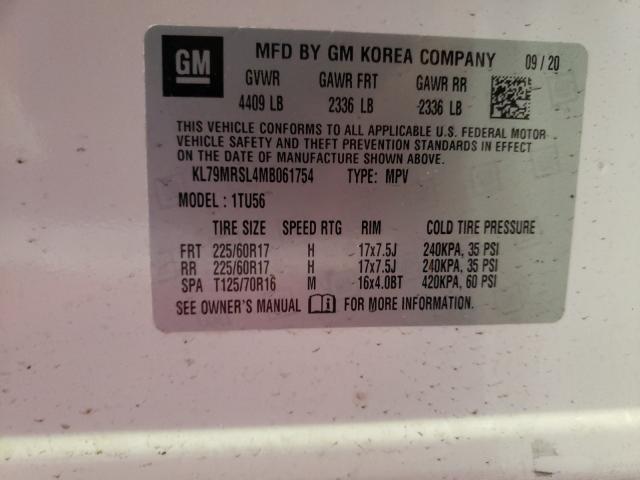 GM
MFD BY GM KOREA COMPANY 09/20
GVWR GAWR FRT GAWR RR
4409 LB 2336 LB 2336 LB
THIS VEHICLE CONFORMS TO ALL APPLICABLE U.S. FEDERAL MOTOR
VEHICLE SAFETY AND THEFT PREVENTION STANDARDS IN EFFECT
ON THE DATE OF MANUFACTURE SHOWN ABOVE.
KL79MRSL4MB061754 TYPE: MPV
MODEL: 1TU56
TIRE SIZE SPEED RTG RIM COLD TIRE PRESSURE
FRT 225/60R17 H 17x7.5J 240KPA, 35 PSI
RR 225/60R17 H 17x7.5J 240KPA, 35 PSI
SPA T125/70R16 M 16x4.0BT 420KPA, 60 PSI
SEE OWNER'S MANUAL FOR MORE INFORMATION.